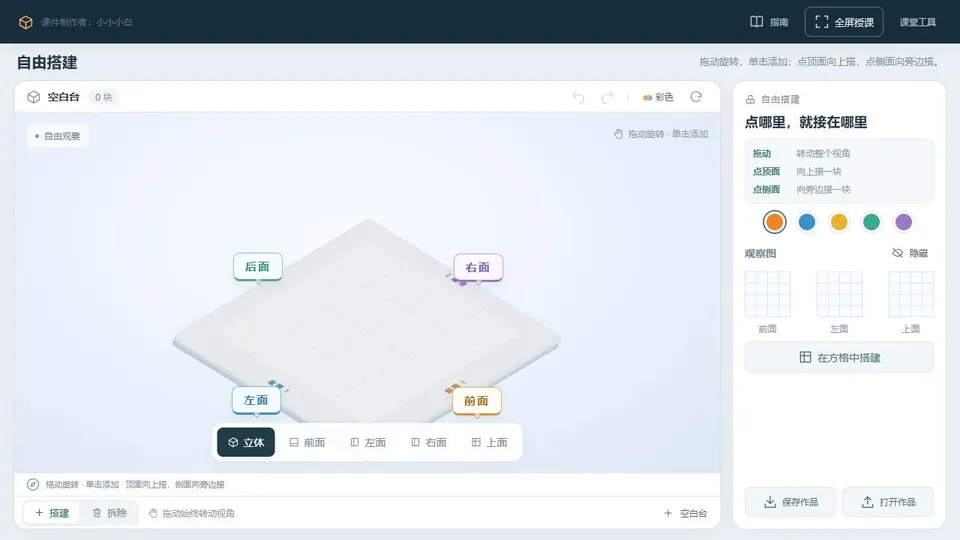 课件制作者：小小小白
指南
全屏授课
课堂工具
自由搭建
拖动旋转，单击添加；点顶面向上搭，点侧面向旁边搭。
空白台
0 块
彩色
自由观察
拖动旋转 · 单击添加
后面
右面
左面
前面
立体
前面
左面
右面
上面
拖动旋转 · 单击添加 · 顶面向上搭，侧面向旁边接
搭建
拆除
拖动始终转动视角
空白台
自由搭建
点哪里，就接在哪里
拖动 转动整个视角
点顶面 向上接一块
点侧面 向旁边接一块
观察图
隐藏
前面
左面
上面
在方格中搭建
保存作品
打开作品